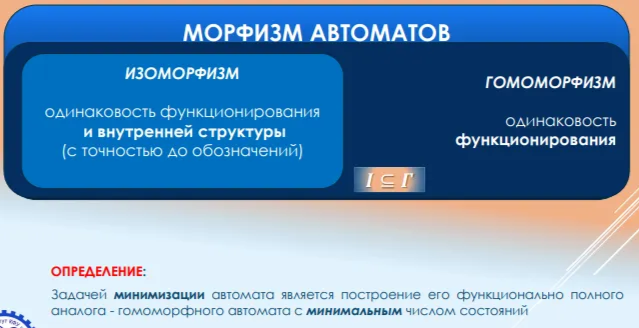 МОРФИЗМ АВТОМАТОВ
ИЗОМОРФИЗМ
одинаковость функционирования
и внутренней структуры
(с точностью до обозначений)
ГОМОМОРФИЗМ
одинаковость
функционирования
I ⊆ Г
ОПРЕДЕЛЕНИЕ:
Задачей минимизации автомата является построение его функционально полного
аналога - гомоморфного автомата с минимальным числом состояний